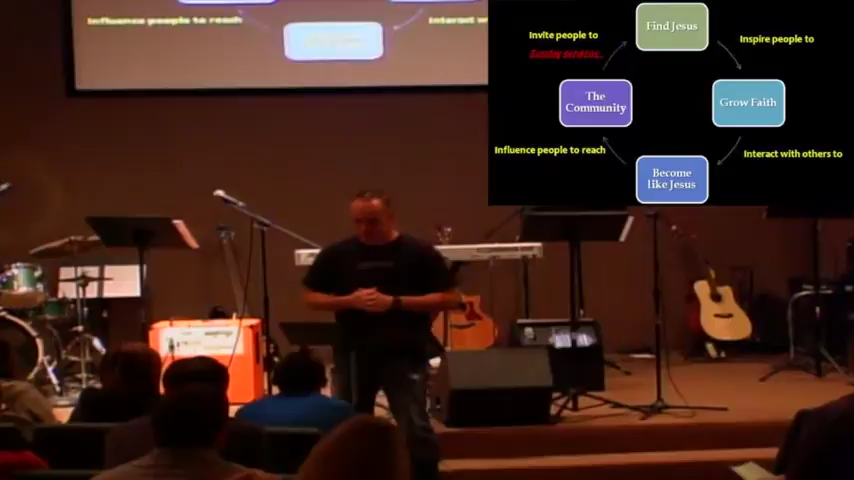 Influence people to reach
Interact w
Find Jesus
Invite people to
Sunday services..
Inspire people to
The
Community
Grow Faith
Influence people to reach
Interact with others to
Become
like Jesus